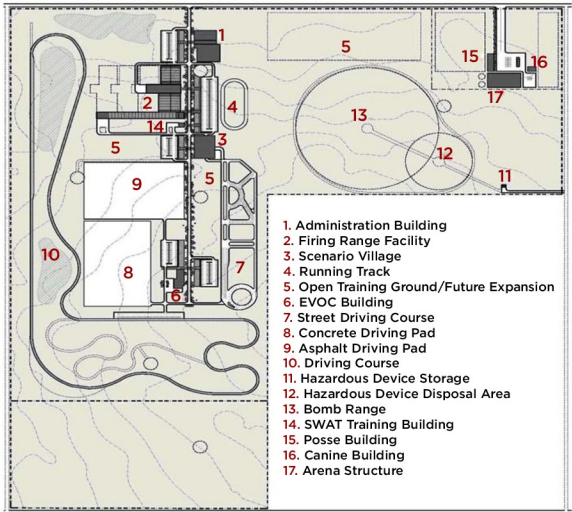 1
5
15
16
2
4
17
14
13
5
3
12
5
11
9
10
8
7
6
1. Administration Building
2. Firing Range Facility
3. Scenario Village
4. Running Track
5. Open Training Ground/Future Expansion
6. EVOC Building
7. Street Driving Course
8. Concrete Driving Pad
9. Asphalt Driving Pad
10. Driving Course
11. Hazardous Device Storage
12. Hazardous Device Disposal Area
13. Bomb Range
14. SWAT Training Building
15. Posse Building
16. Canine Building
17. Arena Structure